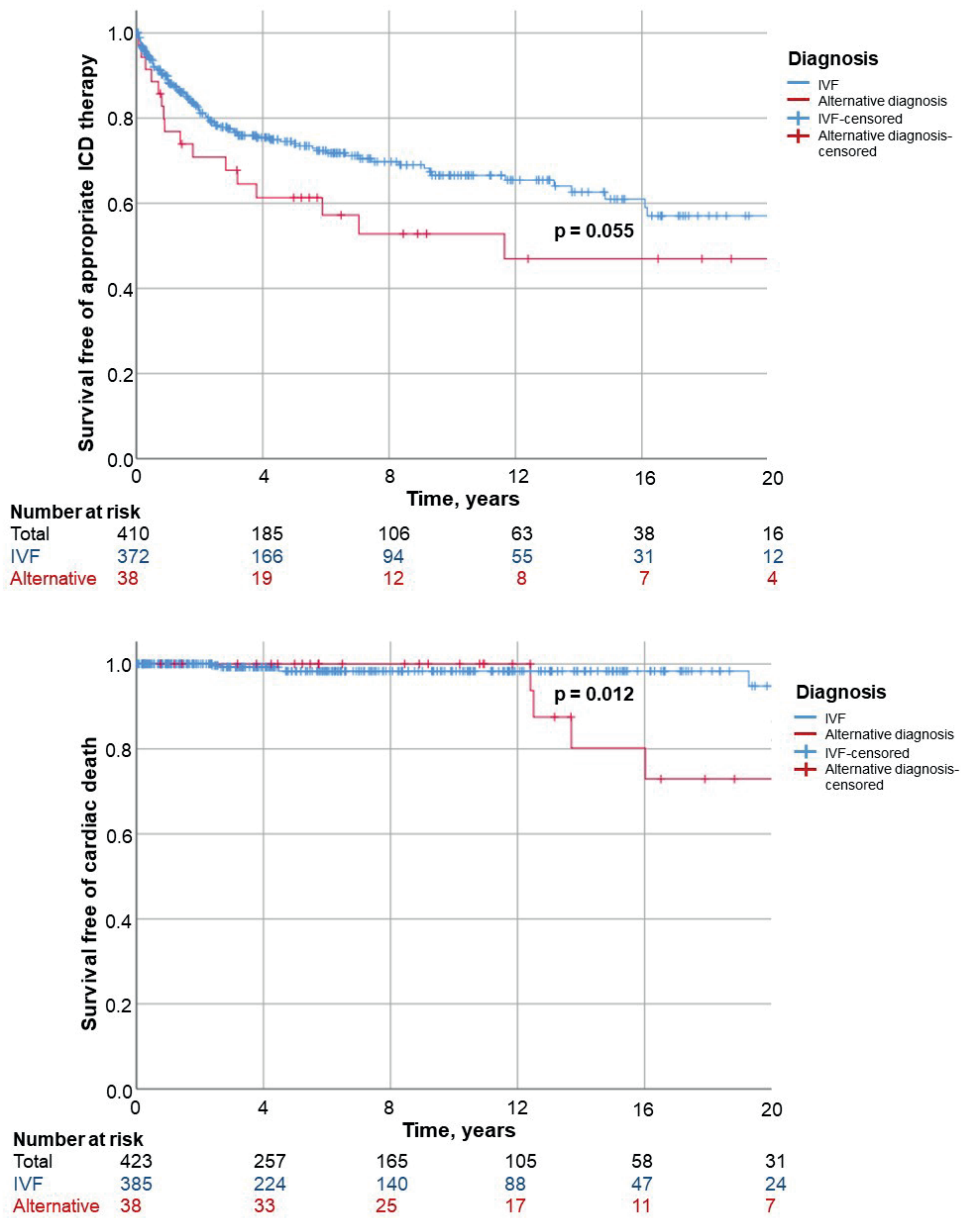 Survival free of appropriate ICD therapy
1.0
0.8
0.6
0.4
0.2
0.0
p = 0.055
0 4 8 12 16 20
Time, years
Diagnosis
IVF
Alternative diagnosis
IVF-censored
Alternative diagnosis-
censored
Number at risk
Total 410 185 106 63 38 16
IVF 372 166 94 55 31 12
Alternative 38 19 12 8 7 4
Survival free of cardiac death
1.0
0.8
0.6
0.4
0.2
0.0
p = 0.012
0 4 8 12 16 20
Time, years
Diagnosis
IVF
Alternative diagnosis
IVF-censored
Alternative diagnosis-
censored
Number at risk
Total 423 257 165 105 58 31
IVF 385 224 140 88 47 24
Alternative 38 33 25 17 11 7